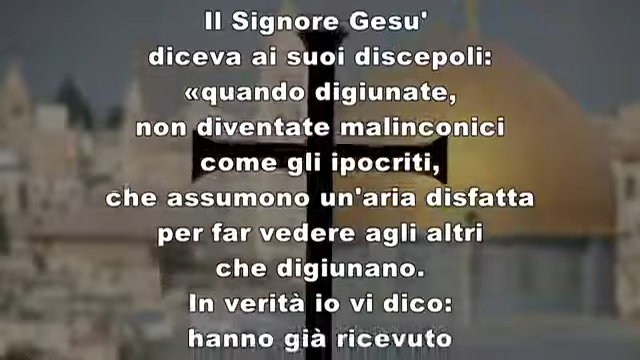 Il Signore Gesu'
diceva ai suoi discepoli:
«quando digiunate,
non diventate malinconici
come gli ipocriti,
che assumono un'aria disfatta
per far vedere agli altri
che digiunano.
In verità io vi dico:
hanno già ricevuto